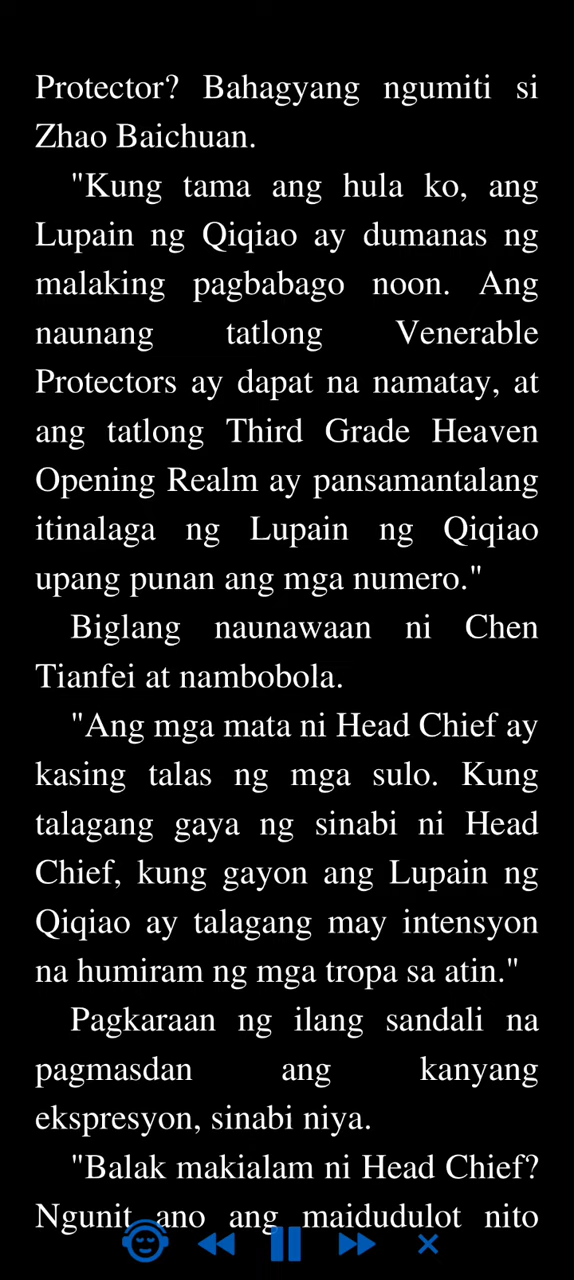 Protector? Bahagyang ngumiti si
Zhao Baichuan.
"Kung tama ang hula ko, ang
Lupain ng Qiqiao ay dumanas ng
malaking pagbabago noon. Ang
naunang tatlong Venerable
Protectors ay dapat na namatay, at
ang tatlong Third Grade Heaven
Opening Realm ay pansamantalang
itinalaga ng Lupain ng Qiqiao
upang punan ang mga numero."
Biglang naunawaan ni Chen
Tianfei at nambobola.
"Ang mga mata ni Head Chief ay
kasing talas ng mga sulo. Kung
talagang gaya ng sinabi ni Head
Chief, kung gayon ang Lupain ng
Qiqiao ay talagang may intensyon
na humiram ng mga tropa sa atin."
Pagkaraan ng ilang sandali na
pagmasdan ang kanyang
ekspresyon, sinabi niya.
"Balak makialam ni Head Chief?
Ngunit ano ang maidudulot nito